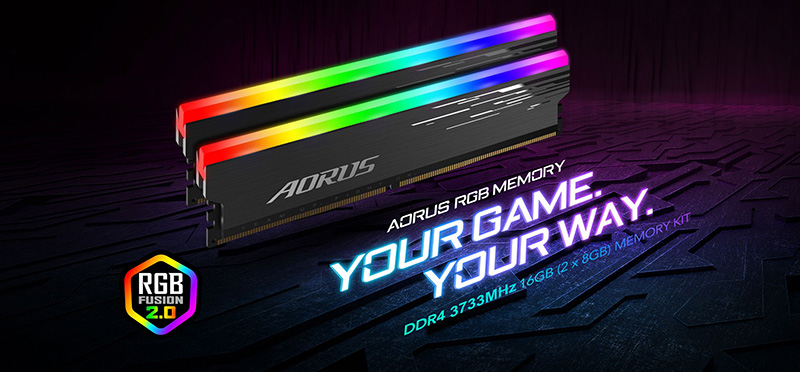 AORUS
AORUS RGB MEMORY
YOUR GAME.
YOUR WAY.
DDR4 3733MHz 16GB (2 x 8GB) MEMORY KIT
RGB
FUSION
2.0